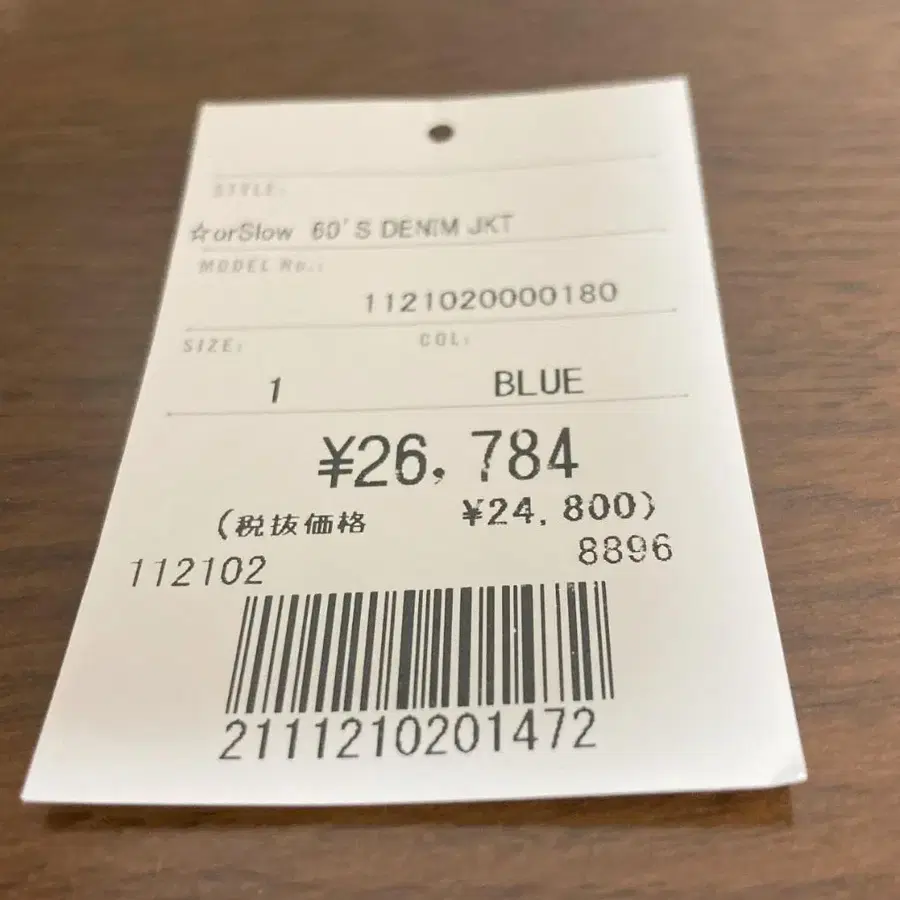 STYLE:
☆orSlow 60'S DENIM JKT
MODEL No.:
1121020000180
SIZE: COL:
1 BLUE
¥26,784
(税抜価格 ¥24,800)
112102 8896
2111210201472